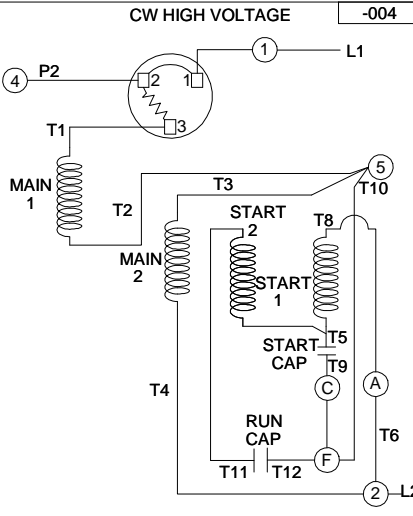 CW HIGH VOLTAGE
-004
1
L1
4
P2
2
1
3
T1
MAIN
1
T2
T3
5
T10
START
2
T8
MAIN
2
START
1
T5
START
CAP
T9
C
A
T4
RUN
CAP
T6
F
T11
T12
2
L2